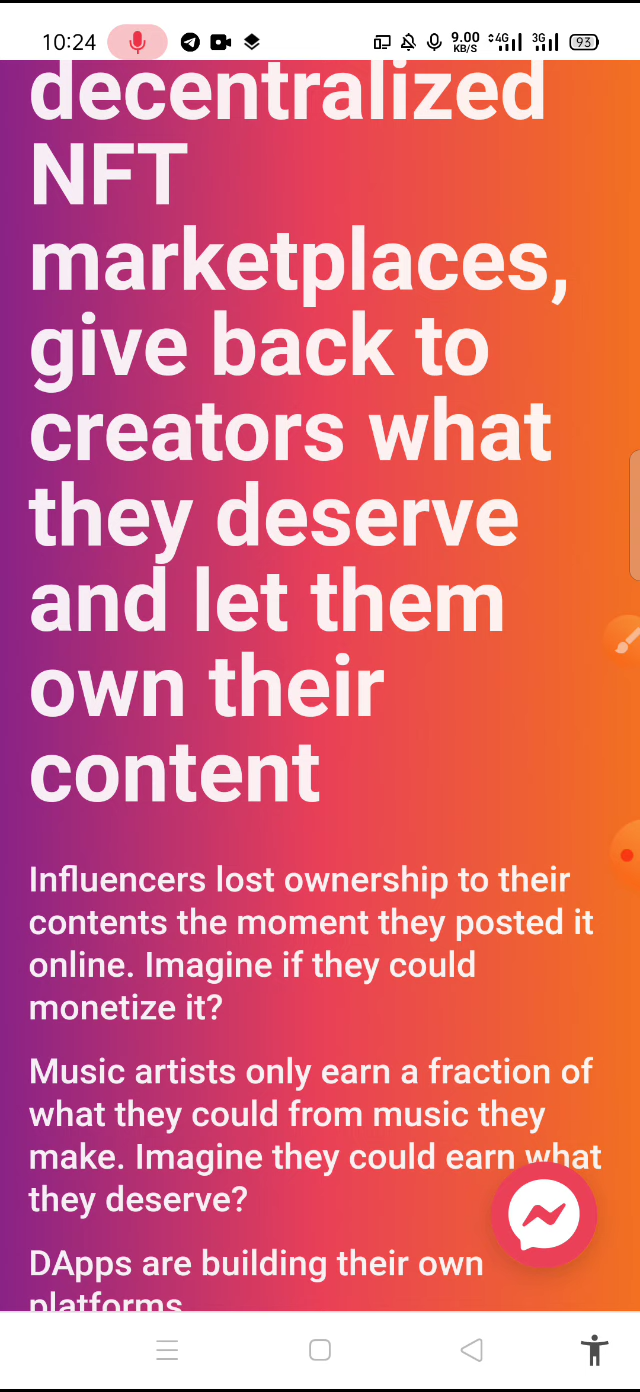 10:24 9.00 KB/S 4G 3G 93
decentralized
NFT
marketplaces,
give back to
creators what
they deserve
and let them
own their
content
Influencers lost ownership to their
contents the moment they posted it
online. Imagine if they could
monetize it?
Music artists only earn a fraction of
what they could from music they
make. Imagine they could earn what
they deserve?
DApps are building their own
platforms